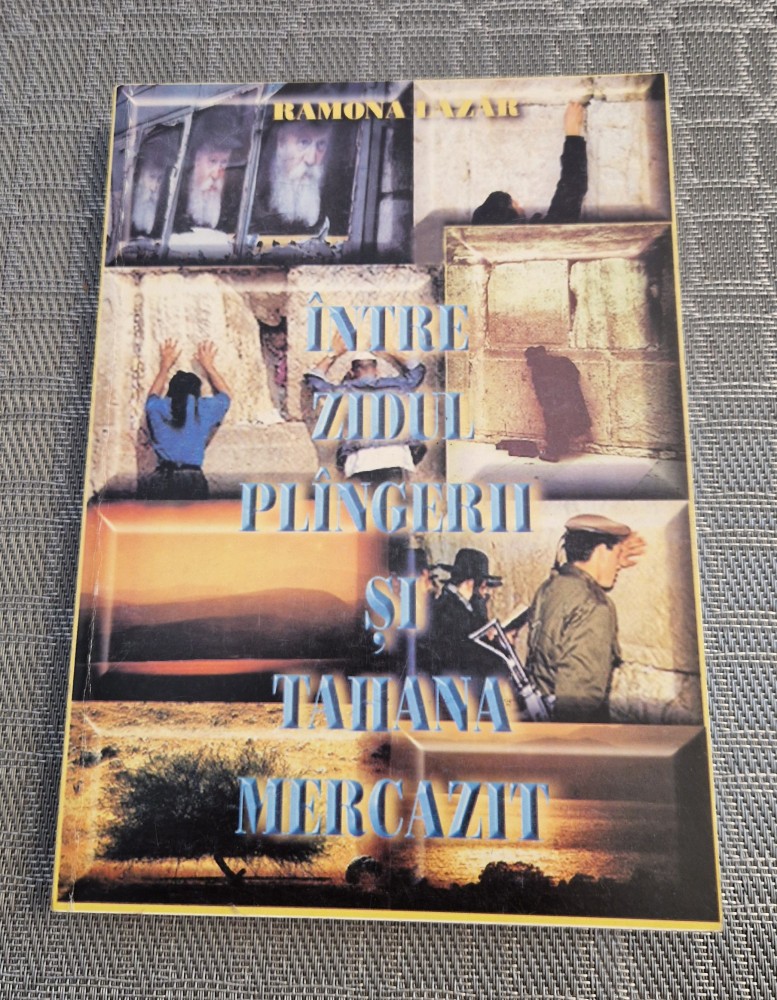 RAMONA LAZĂR
ÎNTRE
ZIDUL
PLÎNGERII
ȘI
TAHANA
MERCAZIT